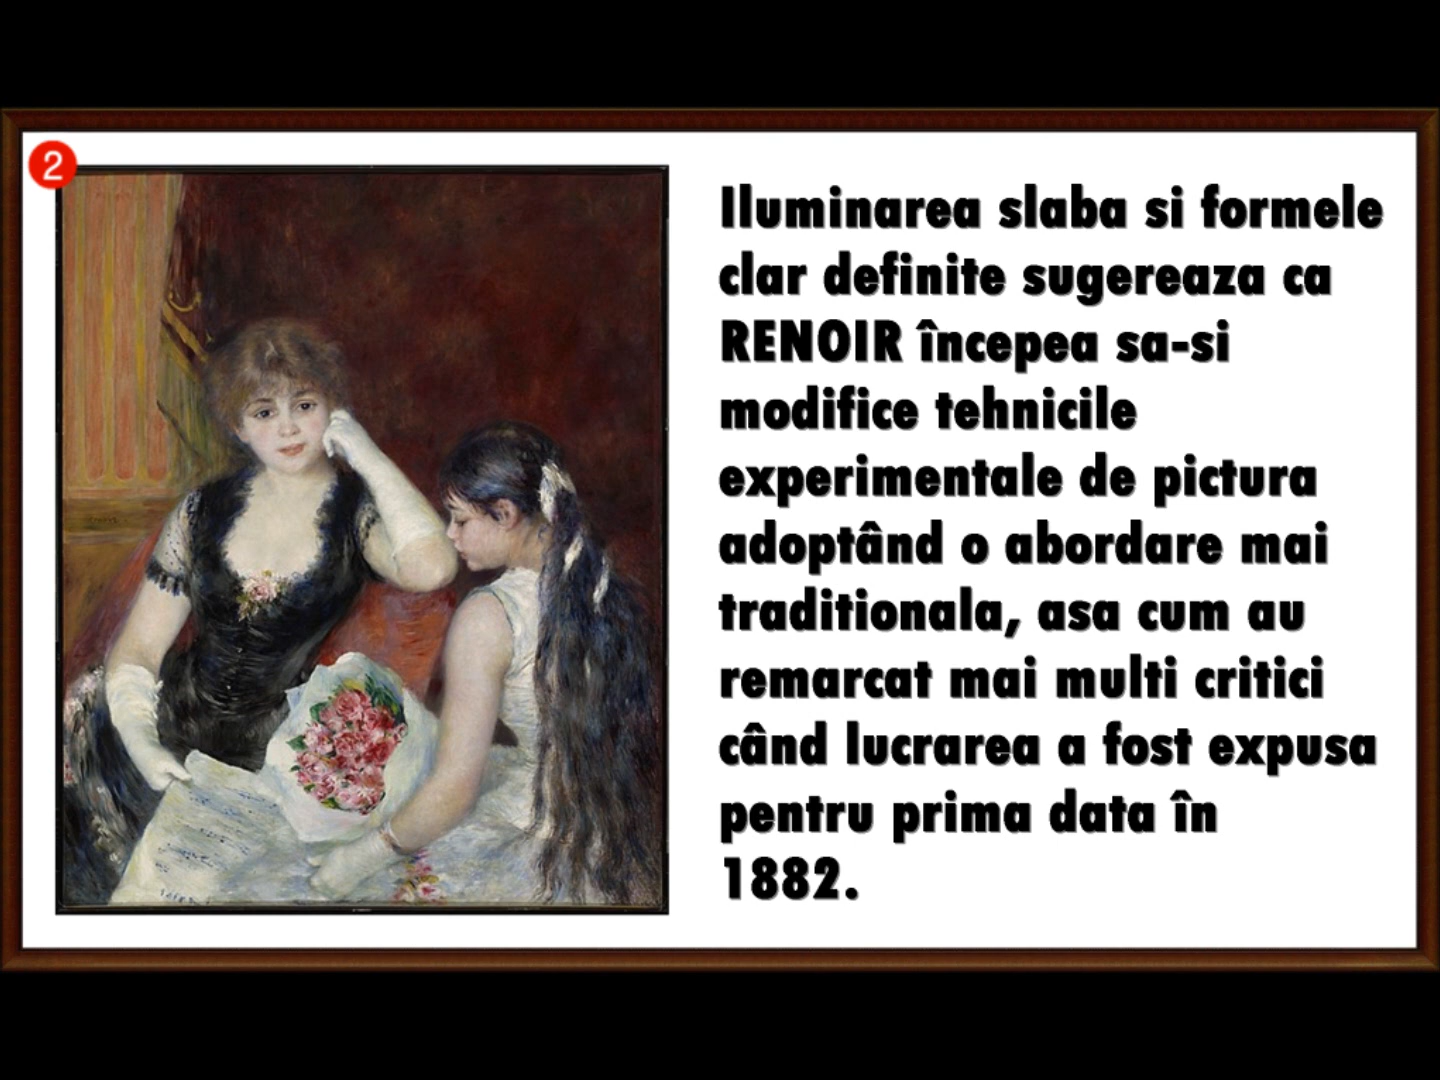 2
Iluminarea slaba si formele
clar definite sugereaza ca
RENOIR începea sa-si
modifice tehnicile
experimentale de pictura
adoptând o abordare mai
traditionala, asa cum au
remarcat mai multi critici
când lucrarea a fost expusa
pentru prima data în
1882.